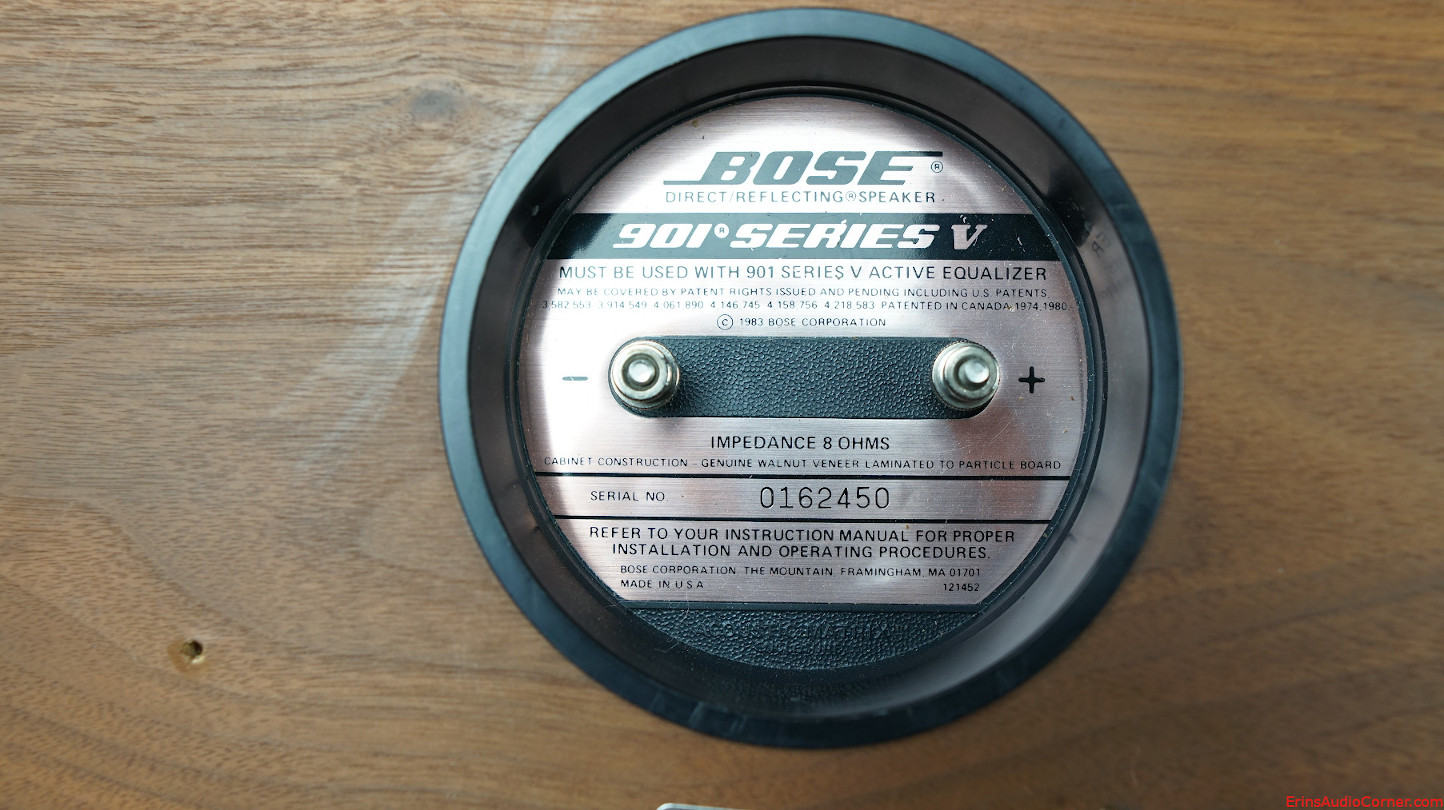 BOSE®
DIRECT/REFLECTING® SPEAKER
901® SERIES V
MUST BE USED WITH 901 SERIES V ACTIVE EQUALIZER
MAY BE COVERED BY PATENT RIGHTS ISSUED AND PENDING INCLUDING U.S. PATENTS
3,582,553 3,914,549 4,061,890 4,146,745 4,158,756 4,218,583 PATENTED IN CANADA 1974,1980
© 1983 BOSE CORPORATION
− +
IMPEDANCE 8 OHMS
CABINET CONSTRUCTION - GENUINE WALNUT VENEER LAMINATED TO PARTICLE BOARD
SERIAL NO. 0162450
REFER TO YOUR INSTRUCTION MANUAL FOR PROPER
INSTALLATION AND OPERATING PROCEDURES.
BOSE CORPORATION, THE MOUNTAIN, FRAMINGHAM, MA 01701
MADE IN U.S.A. 121452
ErinsAudioCorner.com